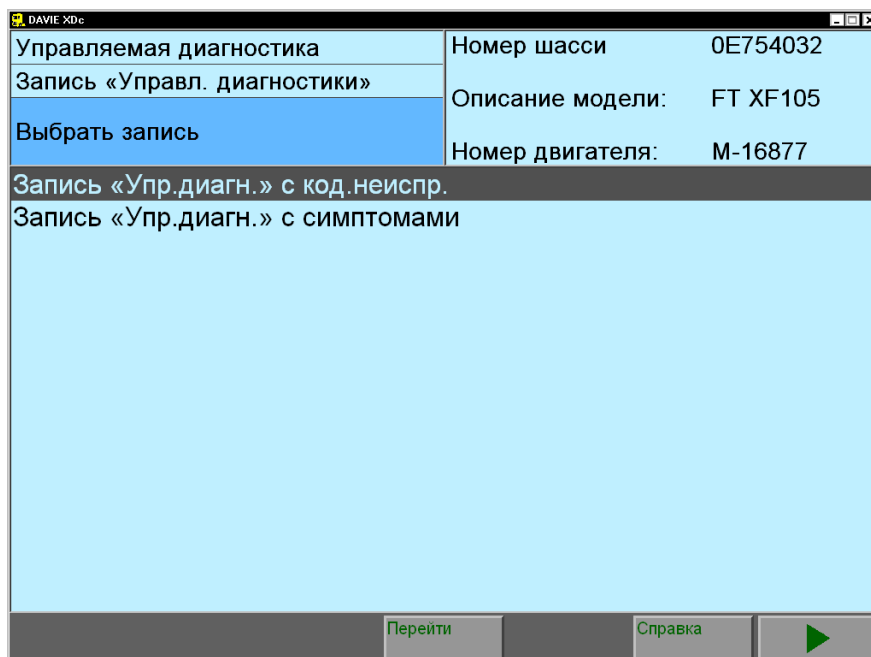 DAVIE XDc
Управляемая диагностика
Запись «Управл. диагностики»
Выбрать запись
Номер шасси 0E754032
Описание модели: FT XF105
Номер двигателя: M-16877
Запись «Упр.диагн.» с код.неиспр.
Запись «Упр.диагн.» с симптомами
Перейти
Справка